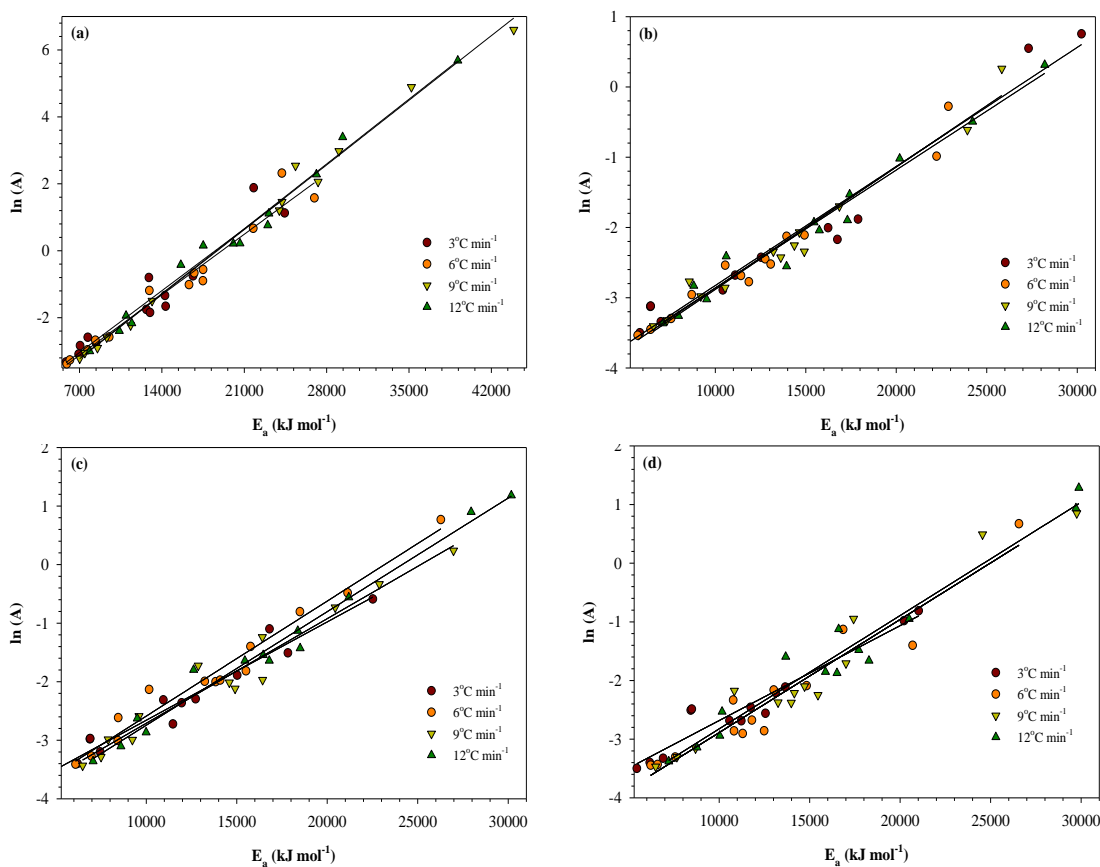 (a)
6
4
2
0
-2
ln (A)
7000 14000 21000 28000 35000 42000
Eₐ (kJ mol⁻¹)
3°C min⁻¹
6°C min⁻¹
9°C min⁻¹
12°C min⁻¹
(b)
1
0
-1
-2
-3
-4
ln (A)
10000 15000 20000 25000 30000
Eₐ (kJ mol⁻¹)
3°C min⁻¹
6°C min⁻¹
9°C min⁻¹
12°C min⁻¹
(c)
2
1
0
-1
-2
-3
-4
ln (A)
10000 15000 20000 25000 30000
Eₐ (kJ mol⁻¹)
3°C min⁻¹
6°C min⁻¹
9°C min⁻¹
12°C min⁻¹
(d)
2
1
0
-1
-2
-3
-4
ln (A)
10000 15000 20000 25000 30000
Eₐ (kJ mol⁻¹)
3°C min⁻¹
6°C min⁻¹
9°C min⁻¹
12°C min⁻¹